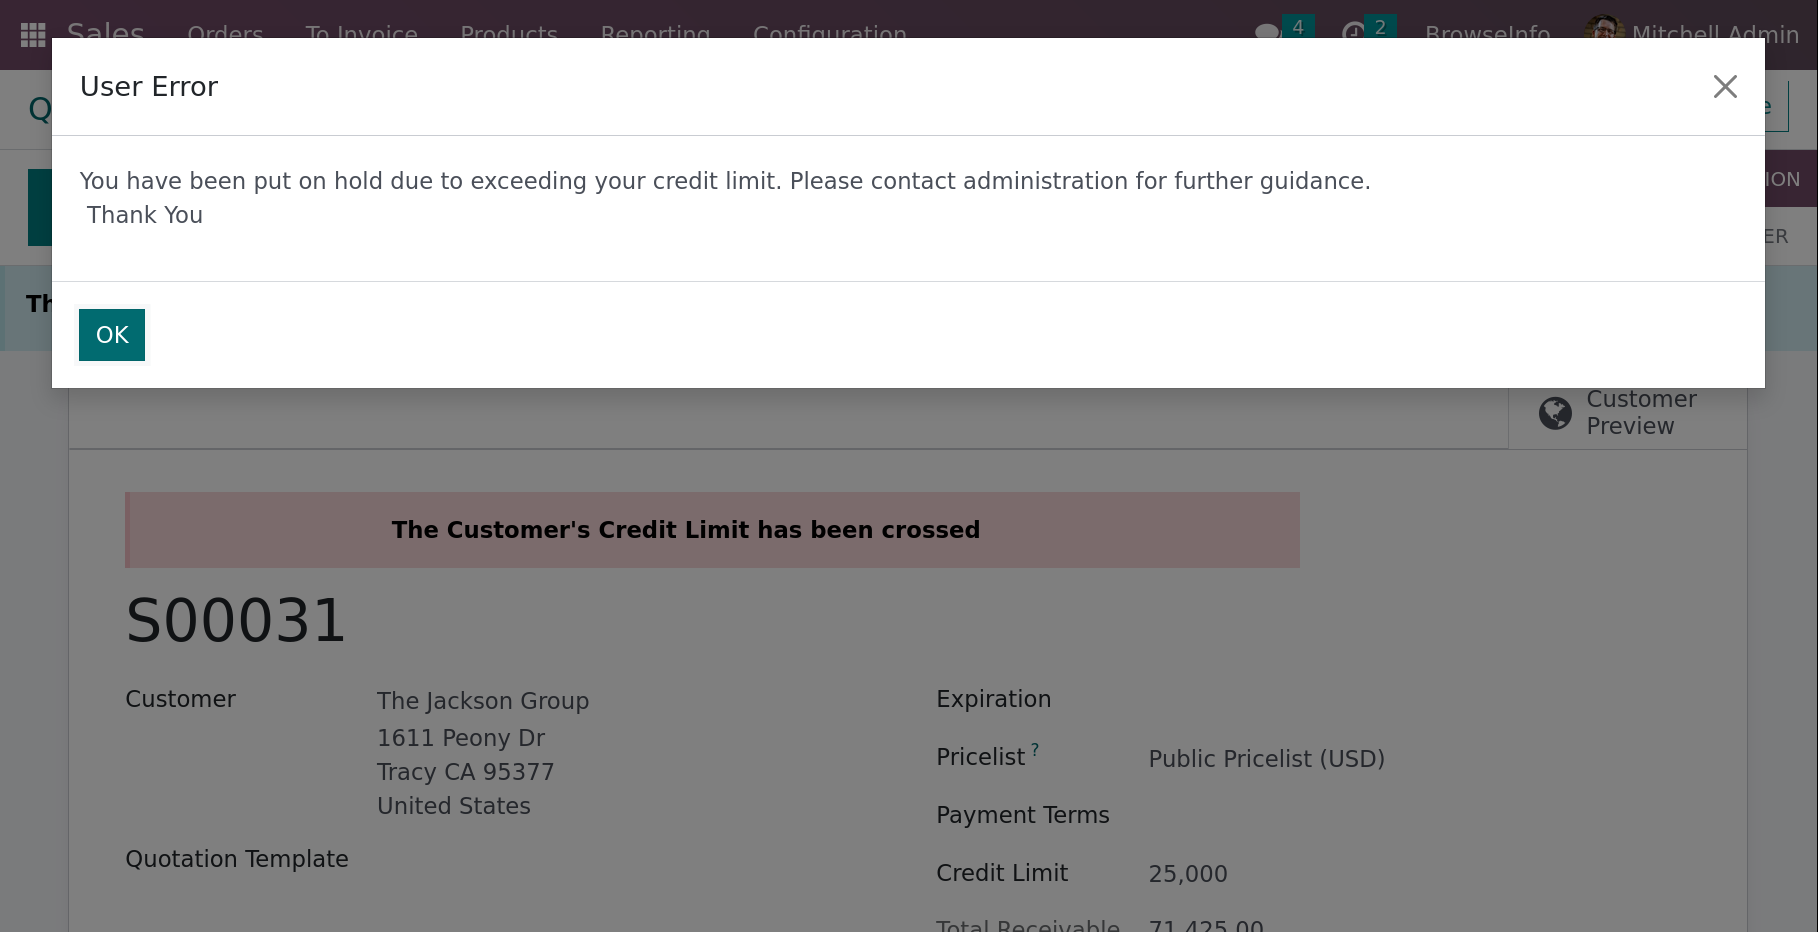 Sales Orders To Invoice Products Reporting Configuration 4 2 BrowseInfo Mitchell Admin
User Error
You have been put on hold due to exceeding your credit limit. Please contact administration for further guidance.
Thank You
OK
Customer
Preview
The Customer's Credit Limit has been crossed
S00031
Customer The Jackson Group
1611 Peony Dr
Tracy CA 95377
United States
Quotation Template
Expiration
Pricelist ? Public Pricelist (USD)
Payment Terms
Credit Limit 25,000
Total Receivable 71,425.00